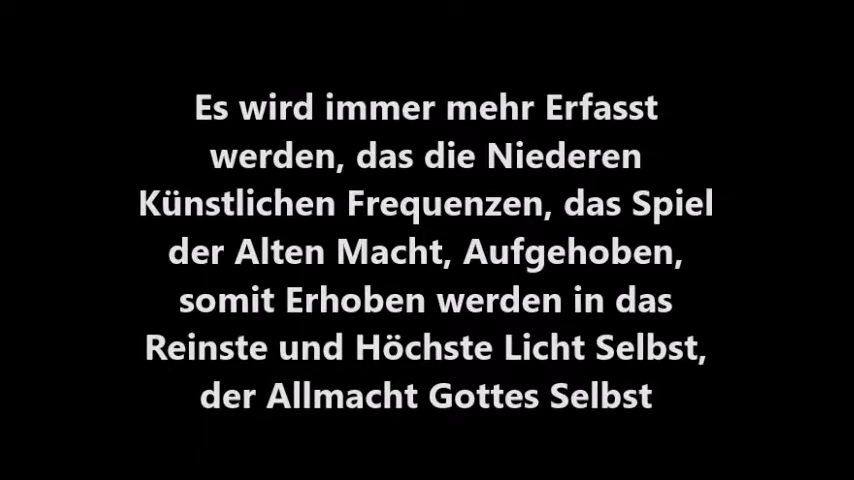 Es wird immer mehr Erfasst
werden, das die Niederen
Künstlichen Frequenzen, das Spiel
der Alten Macht, Aufgehoben,
somit Erhoben werden in das
Reinste und Höchste Licht Selbst,
der Allmacht Gottes Selbst